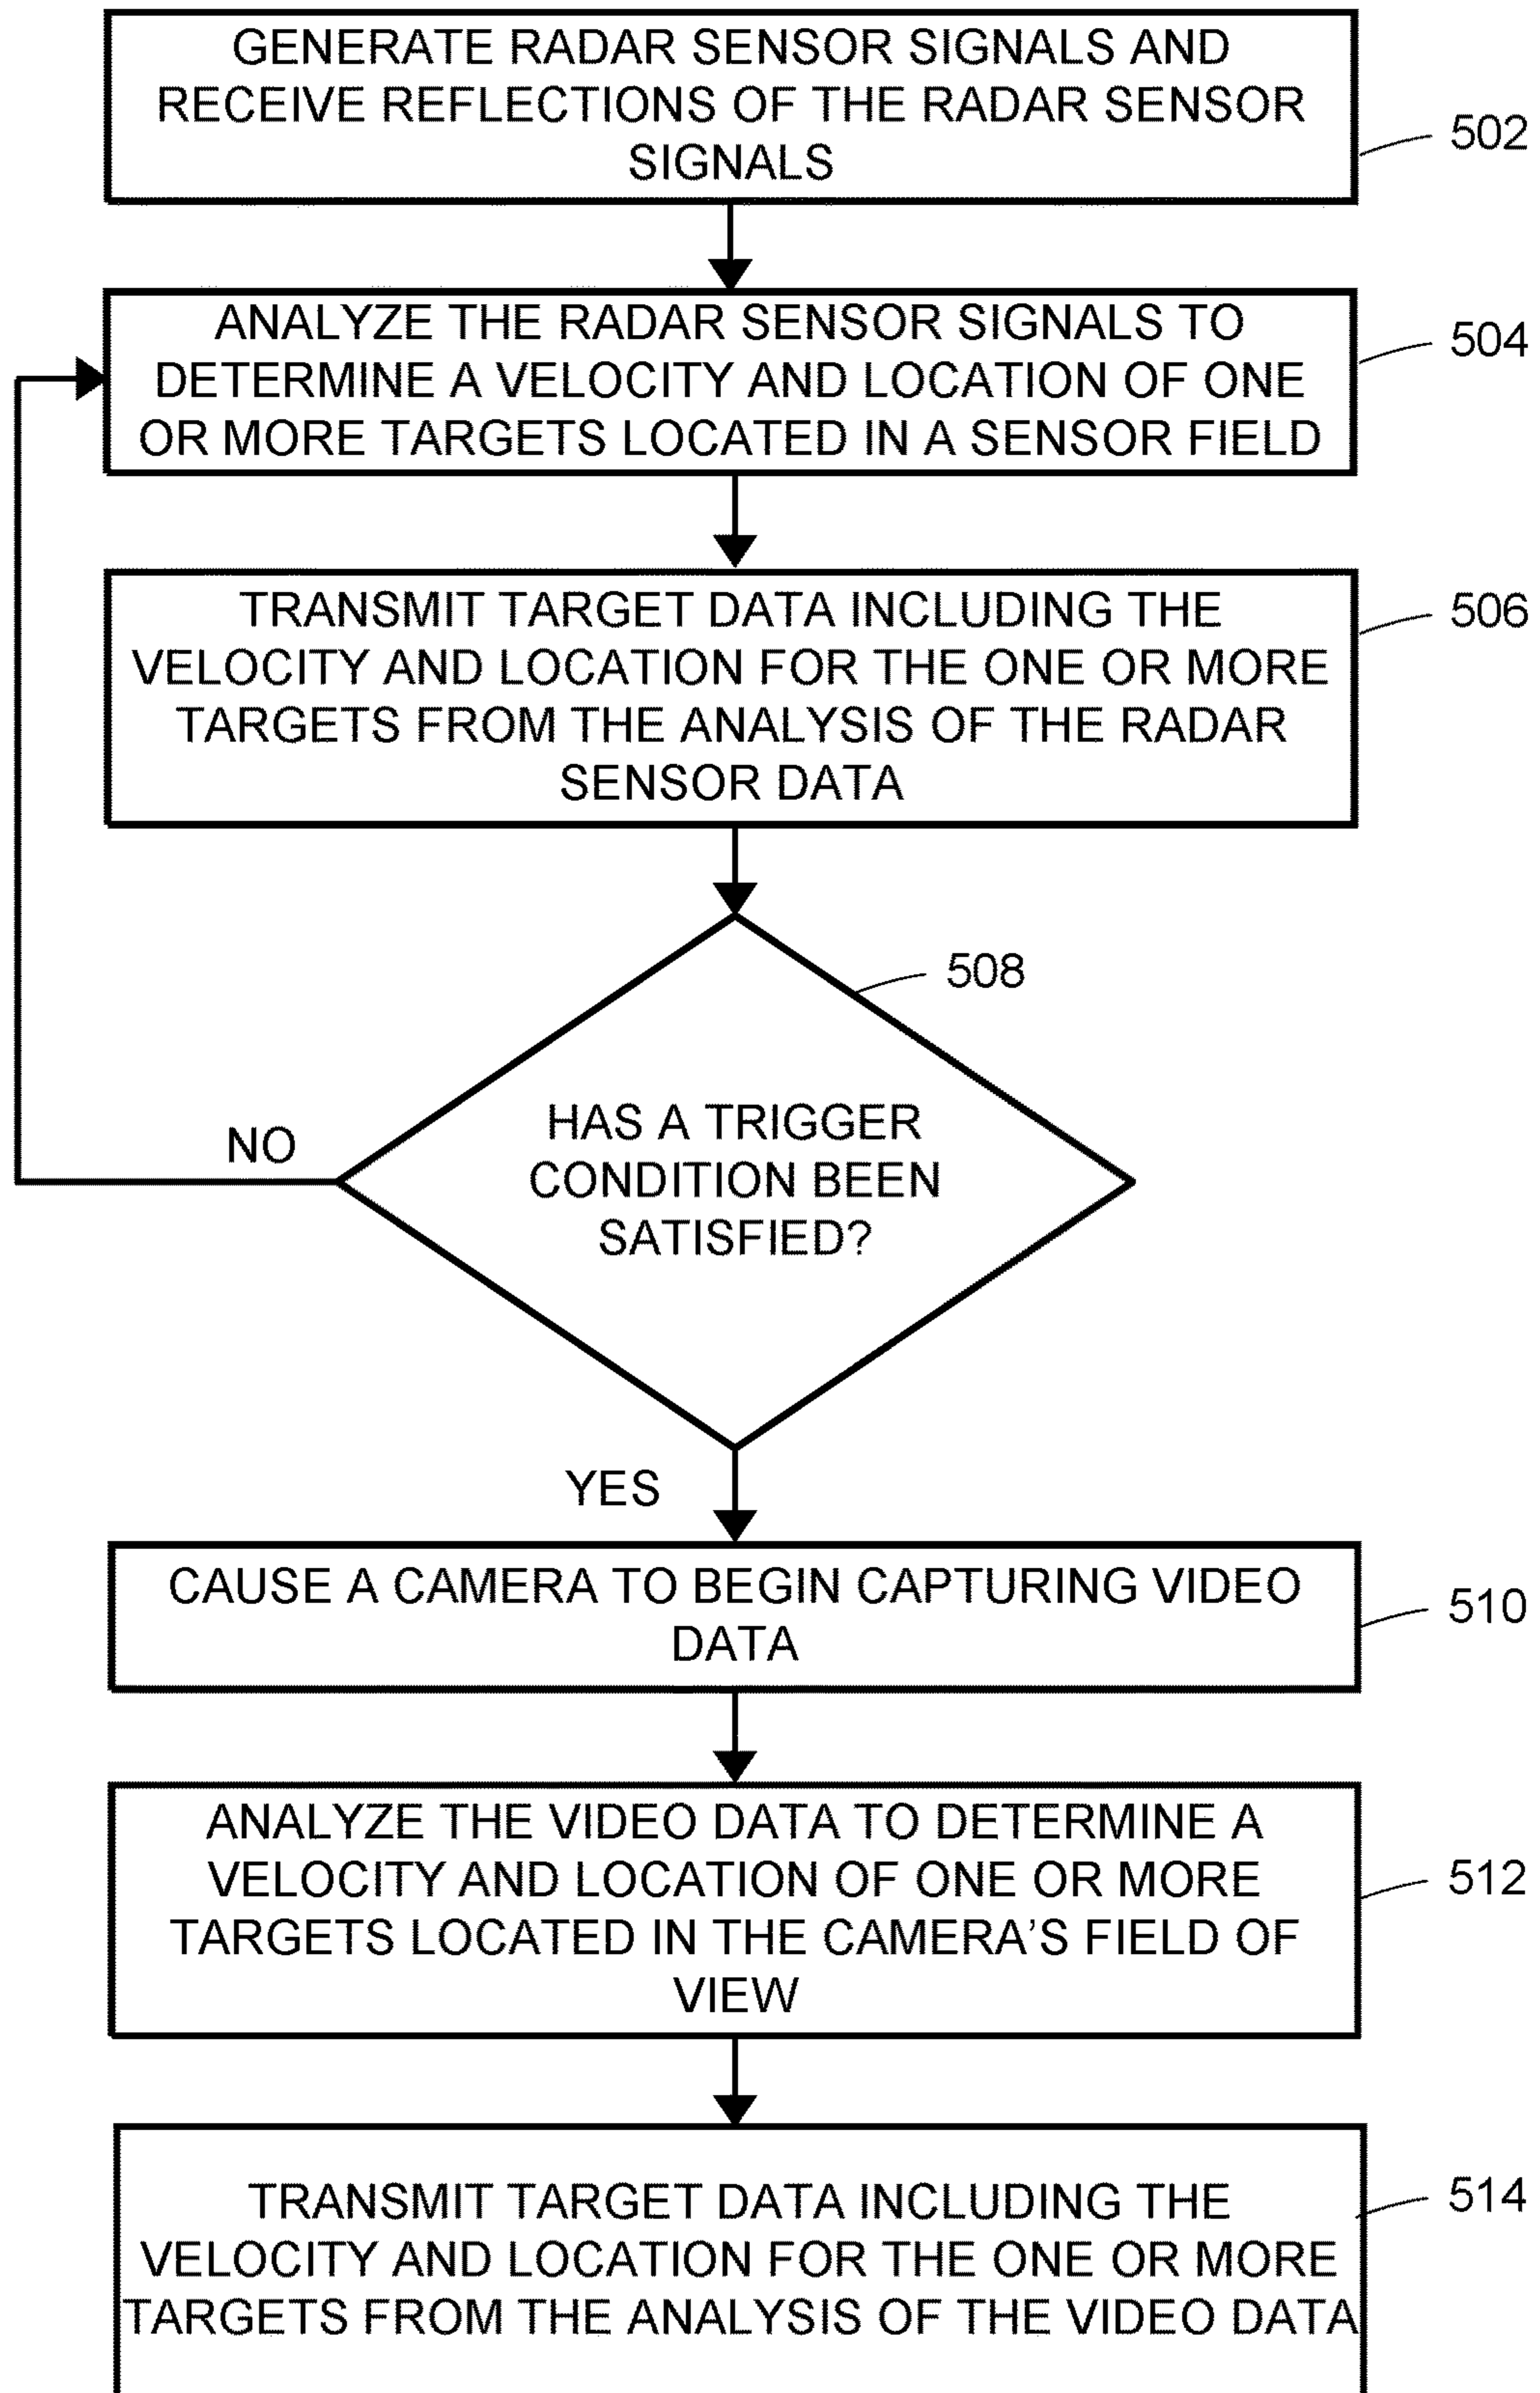 GENERATE RADAR SENSOR SIGNALS AND
RECEIVE REFLECTIONS OF THE RADAR SENSOR
SIGNALS
502
ANALYZE THE RADAR SENSOR SIGNALS TO
DETERMINE A VELOCITY AND LOCATION OF ONE
OR MORE TARGETS LOCATED IN A SENSOR FIELD
504
TRANSMIT TARGET DATA INCLUDING THE
VELOCITY AND LOCATION FOR THE ONE OR MORE
TARGETS FROM THE ANALYSIS OF THE RADAR
SENSOR DATA
506
508
HAS A TRIGGER
CONDITION BEEN
SATISFIED?
NO
YES
CAUSE A CAMERA TO BEGIN CAPTURING VIDEO
DATA
510
ANALYZE THE VIDEO DATA TO DETERMINE A
VELOCITY AND LOCATION OF ONE OR MORE
TARGETS LOCATED IN THE CAMERA’S FIELD OF
VIEW
512
TRANSMIT TARGET DATA INCLUDING THE
VELOCITY AND LOCATION FOR THE ONE OR MORE
TARGETS FROM THE ANALYSIS OF THE VIDEO DATA
514